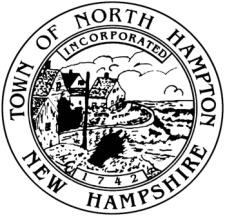 TOWN OF NORTH HAMPTON
INCORPORATED
1742
NEW HAMPSHIRE